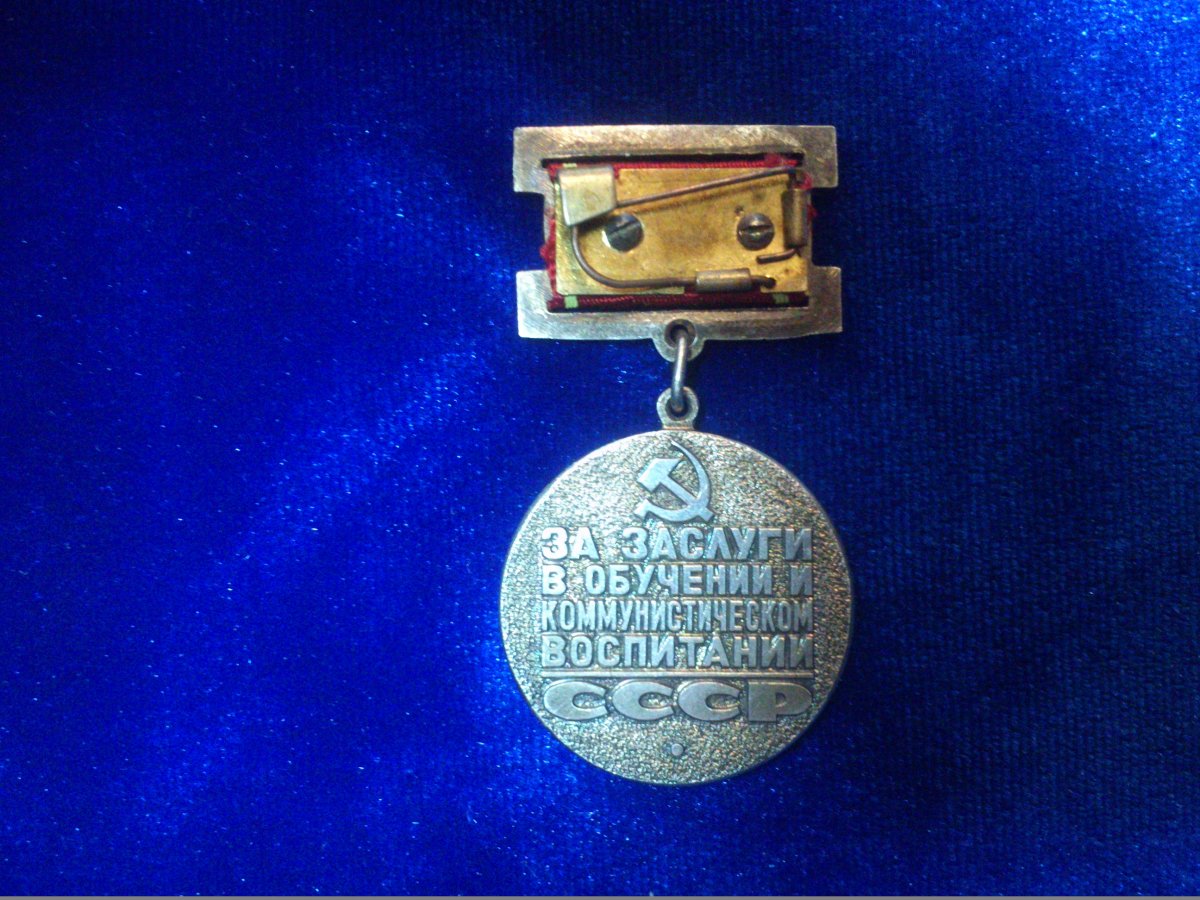 ЗА ЗАСЛУГИ
В ОБУЧЕНИИ И
КОММУНИСТИЧЕСКОМ
ВОСПИТАНИИ
СССР